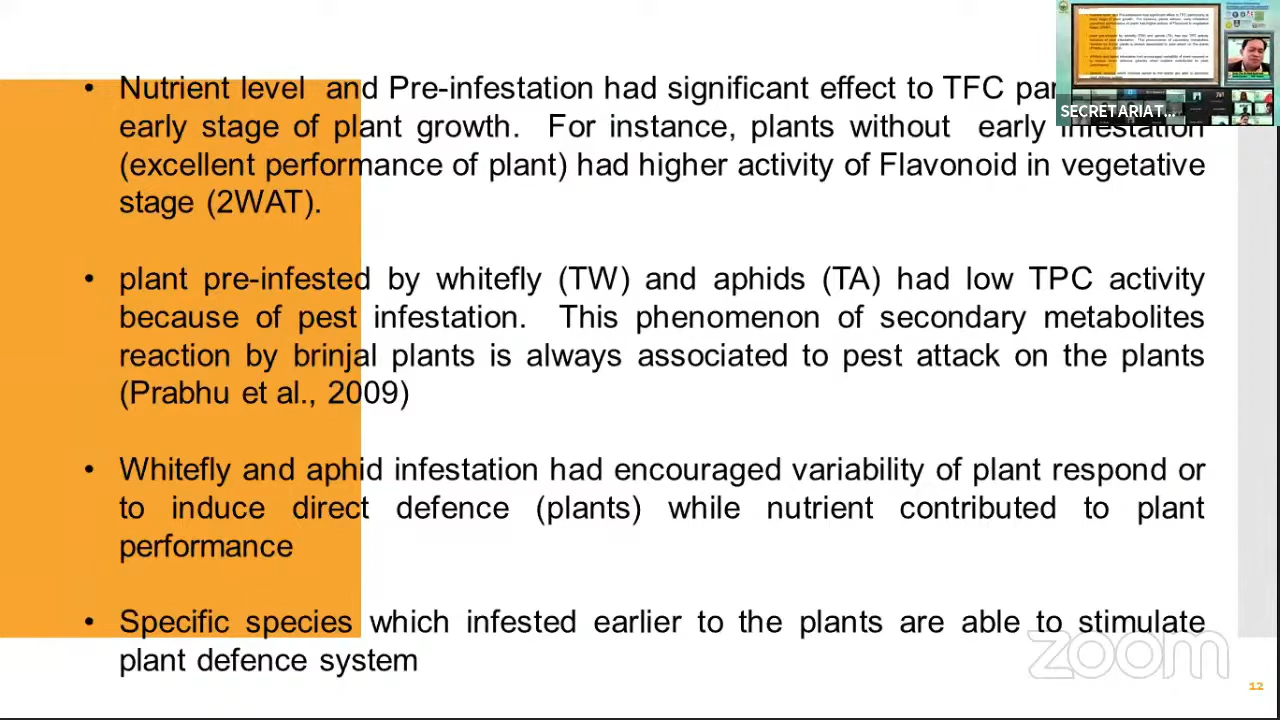 • Nutrient level and Pre-infestation had significant effect to TFC
early stage of plant growth. For instance, plants without early infestation
(excellent performance of plant) had higher activity of Flavonoid in vegetative
stage (2WAT).
• plant pre-infested by whitefly (TW) and aphids (TA) had low TPC activity
because of pest infestation. This phenomenon of secondary metabolites
reaction by brinjal plants is always associated to pest attack on the plants
(Prabhu et al., 2009)
• Whitefly and aphid infestation had encouraged variability of plant respond or
to induce direct defence (plants) while nutrient contributed to plant
performance
• Specific species which infested earlier to the plants are able to stimulate
plant defence system
SECRETARIAT...
zoom
12